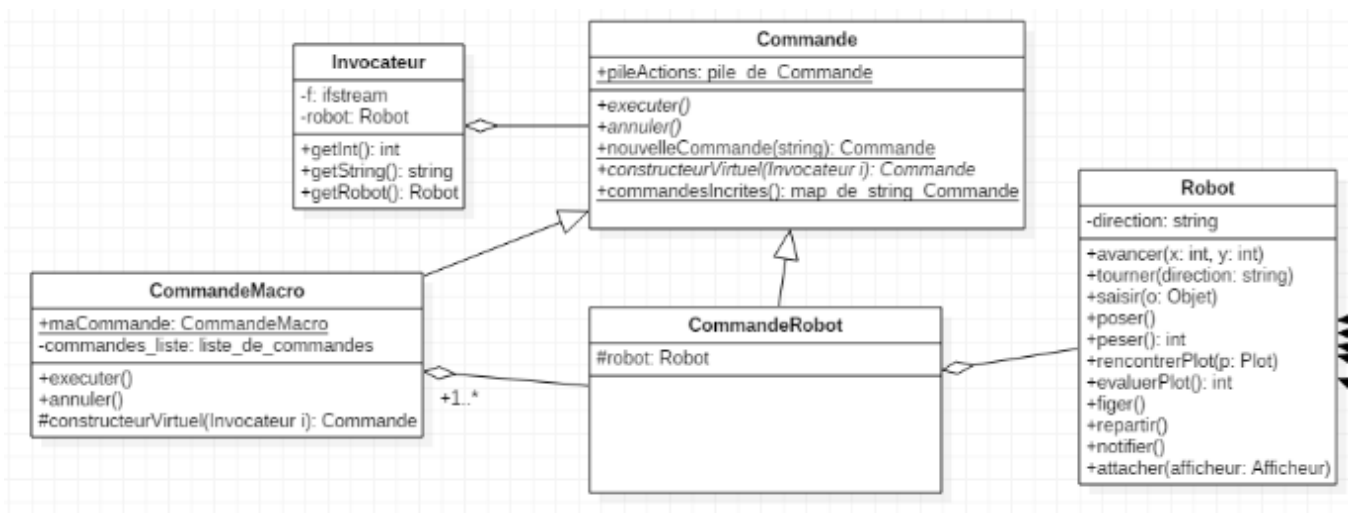 Invocateur
-f: ifstream
-robot: Robot
+getInt(): int
+getString(): string
+getRobot(): Robot
Commande
+pileActions: pile_de_Commande
+executer()
+annuler()
+nouvelleCommande(string): Commande
+constructeurVirtuel(Invocateur i): Commande
+commandesIncrites(): map_de_string_Commande
CommandeMacro
+maCommande: CommandeMacro
-commandes_liste: liste_de_commandes
+executer()
+annuler()
#constructeurVirtuel(Invocateur i): Commande
+1..*
CommandeRobot
#robot: Robot
Robot
-direction: string
+avancer(x: int, y: int)
+tourner(direction: string)
+saisir(o: Objet)
+poser()
+peser(): int
+rencontrerPlot(p: Plot)
+evaluerPlot(): int
+figer()
+repartir()
+notifier()
+attacher(afficheur: Afficheur)